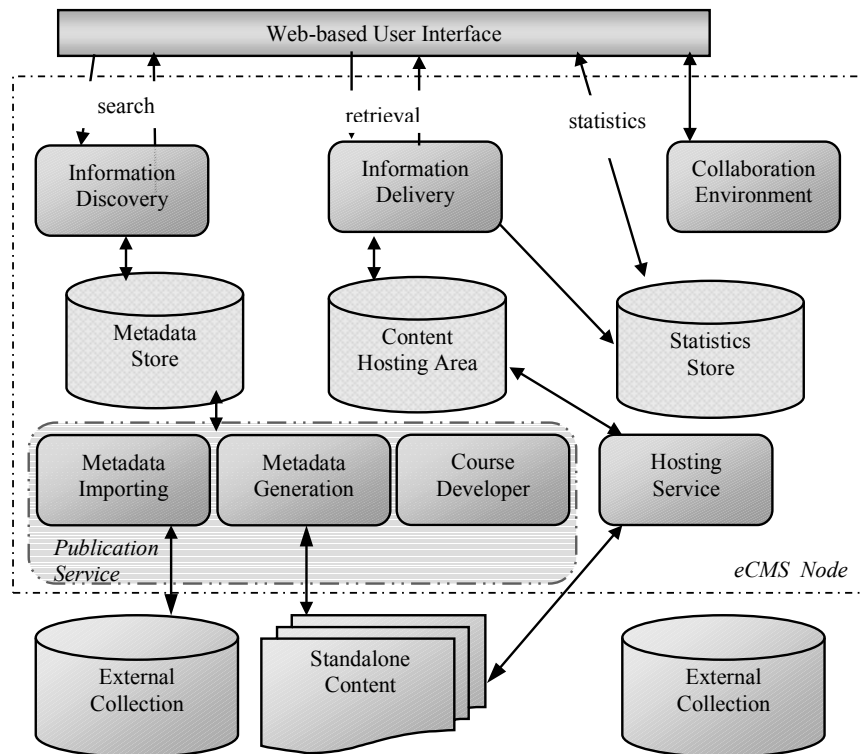 Web-based User Interface
search
retrieval
statistics
Information
Discovery
Information
Delivery
Collaboration
Environment
Metadata
Store
Content
Hosting Area
Statistics
Store
Metadata
Importing
Metadata
Generation
Course
Developer
Hosting
Service
Publication
Service
eCMS Node
External
Collection
Standalone
Content
External
Collection